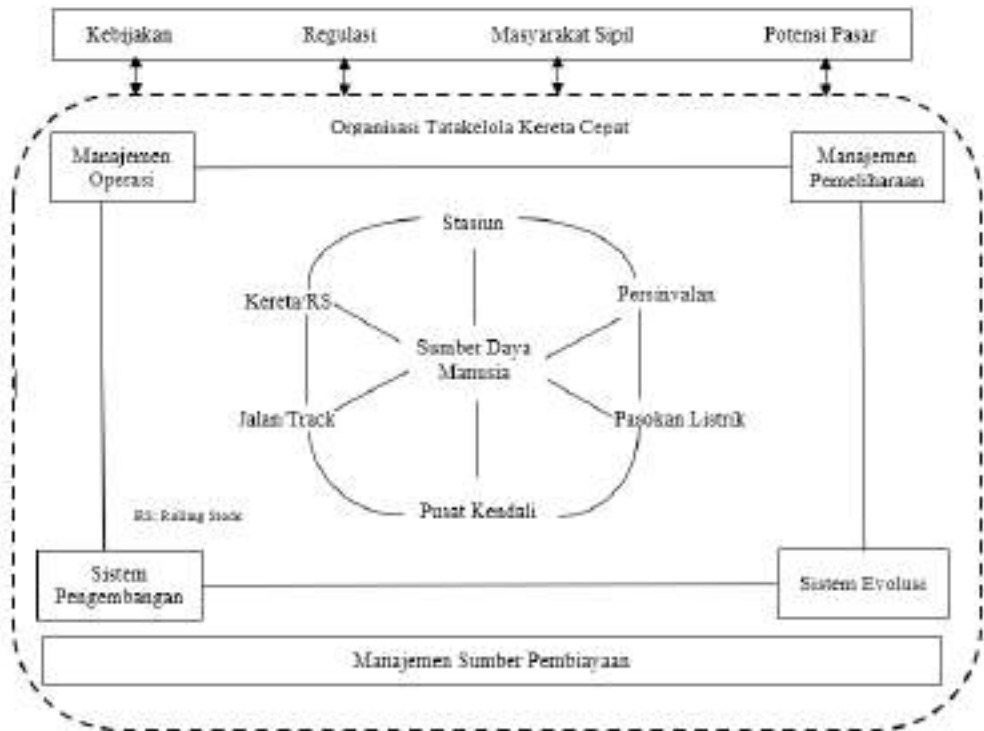 Kebijakan Regulasi Masyarakat Sipil Potensi Pasar
Organisasi Tatakelola Kereta Cepat
Manajemen
Operasi
Manajemen
Pemeliharaan
Stasiun
Kereta/RS
Persinyalan
Sumber Daya
Manusia
Jalan/Track
Pasokan Listrik
Pusat Kendali
RS: Rolling Stock
Sistem
Pengembangan
Sistem Evolusi
Manajemen Sumber Pembiayaan